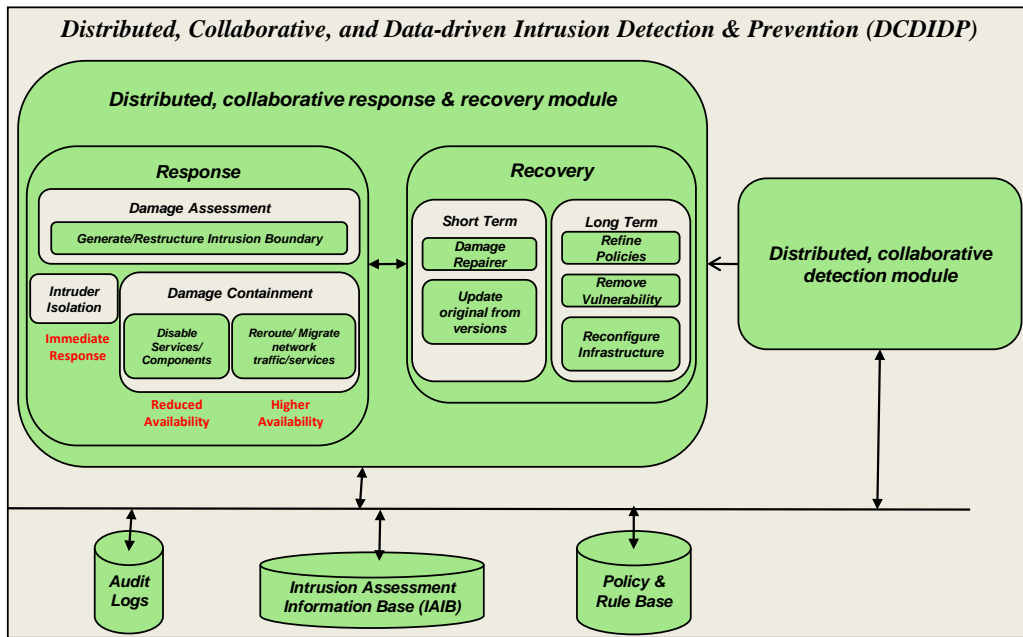 Distributed, Collaborative, and Data-driven Intrusion Detection & Prevention (DCDIDP)
Distributed, collaborative response & recovery module
Response
Damage Assessment
Generate/Restructure Intrusion Boundary
Intruder
Isolation
Immediate
Response
Damage Containment
Disable
Services/
Components
Reroute/ Migrate
network
traffic/services
Reduced
Availability
Higher
Availability
Recovery
Short Term
Damage
Repairer
Update
original from
versions
Long Term
Refine
Policies
Remove
Vulnerability
Reconfigure
Infrastructure
Distributed, collaborative
detection module
Audit
Logs
Intrusion Assessment
Information Base (IAIB)
Policy &
Rule Base